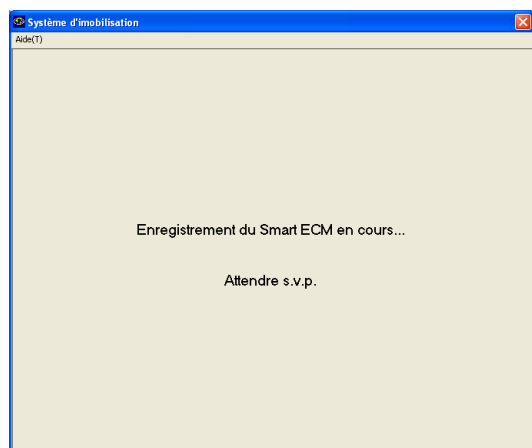 Système d'imobilisation
Aide(T)
Enregistrement du Smart ECM en cours...
Attendre s.v.p.